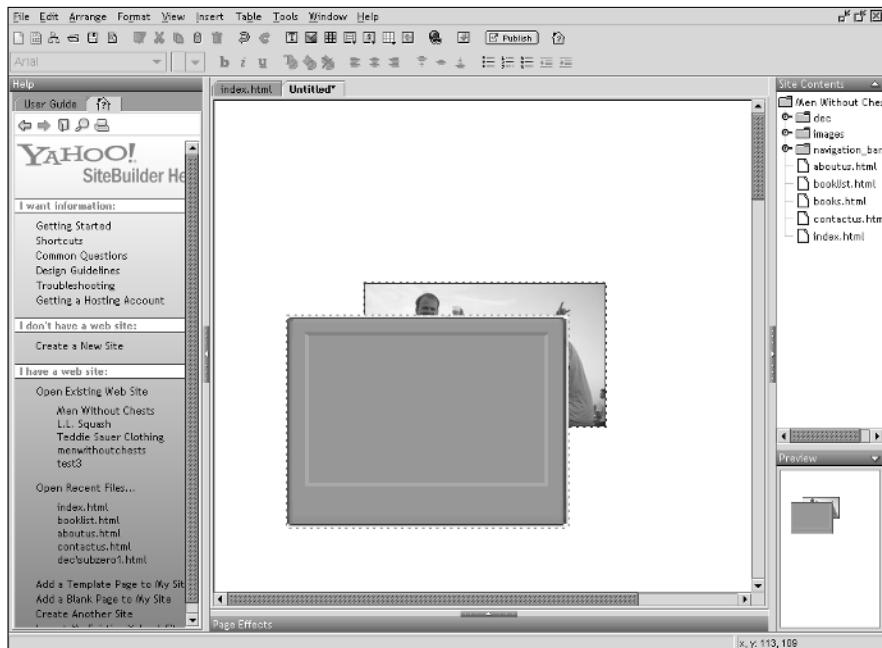 File Edit Arrange Format View Insert Table Tools Window Help
Publish
Arial
b i u
Help
User Guide
YAHOO!
SiteBuilder He
I want information:
Getting Started
Shortcuts
Common Questions
Design Guidelines
Troubleshooting
Getting a Hosting Account
I don't have a web site:
Create a New Site
I have a web site:
Open Existing Web Site
Men Without Chests
L.L. Squash
Teddie Sauer Clothing
menwithoutchests
test3
Open Recent Files...
index.html
booklist.html
aboutus.html
contactus.html
dec\subzero1.html
Add a Template Page to My Sit
Add a Blank Page to My Site
Create Another Site
index.html Untitled*
Page Effects
Site Contents
Men Without Ches
dec
images
navigation_bar
aboutus.html
booklist.html
books.html
contactus.htm
index.html
Preview
x, y: 113, 109